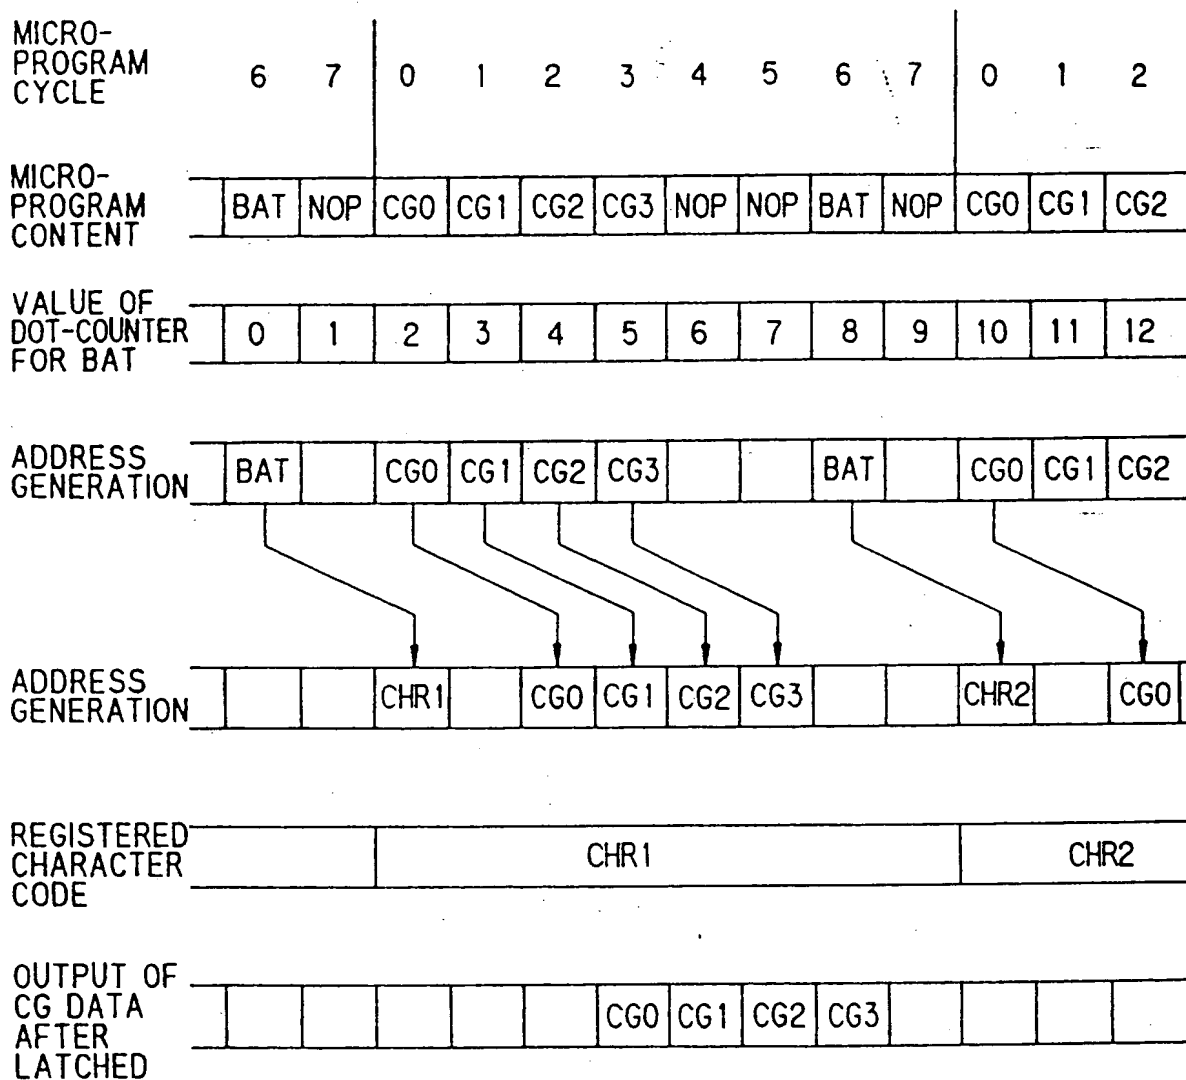 MICRO-
PROGRAM
CYCLE
6 7 0 1 2 3 4 5 6 7 0 1 2
MICRO-
PROGRAM
CONTENT
BAT NOP CG0 CG1 CG2 CG3 NOP NOP BAT NOP CG0 CG1 CG2
VALUE OF
DOT-COUNTER
FOR BAT
0 1 2 3 4 5 6 7 8 9 10 11 12
ADDRESS
GENERATION
BAT CG0 CG1 CG2 CG3 BAT CG0 CG1 CG2
ADDRESS
GENERATION
CHR1 CG0 CG1 CG2 CG3 CHR2 CG0
REGISTERED
CHARACTER
CODE
CHR1 CHR2
OUTPUT OF
CG DATA
AFTER
LATCHED
CG0 CG1 CG2 CG3